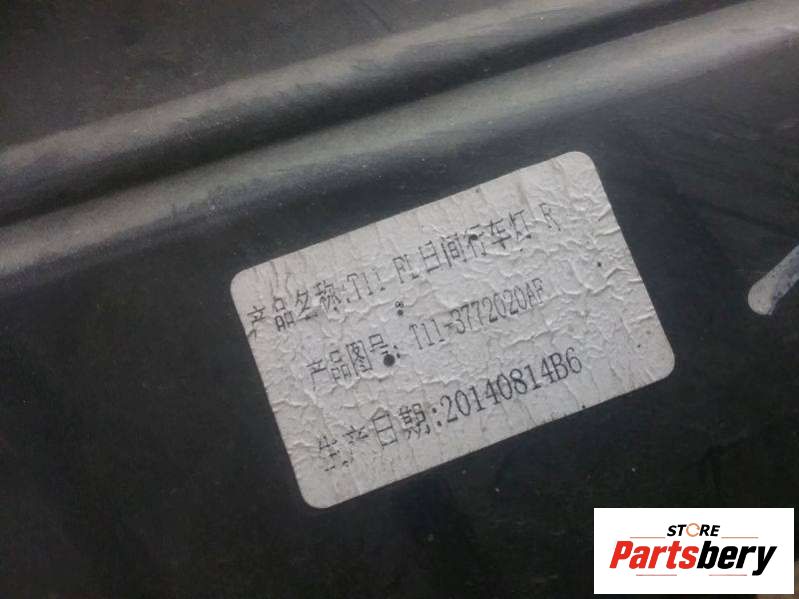 产品名称:T11 FL日间行车灯 R
产品图号: T11-3772020AF
生产日期:20140814B6
STORE
Partsbery